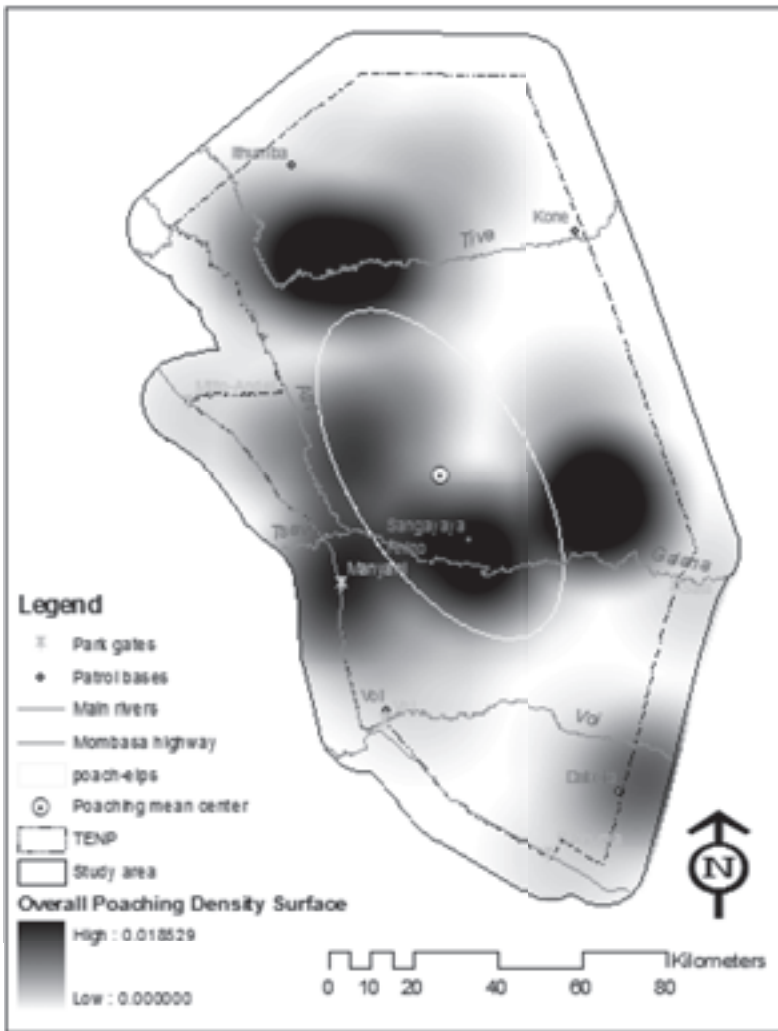 Ithumba
Kone
Tiva
Sangayaya
Galana
Manyani
Voi
Voi
Legend
Park gates
Patrol bases
Main rivers
Mombasa highway
poach-elps
Poaching mean center
TENP
Study area
Overall Poaching Density Surface
High : 0.018529
Low : 0.000000
N
Kilometers
0 10 20 40 60 80